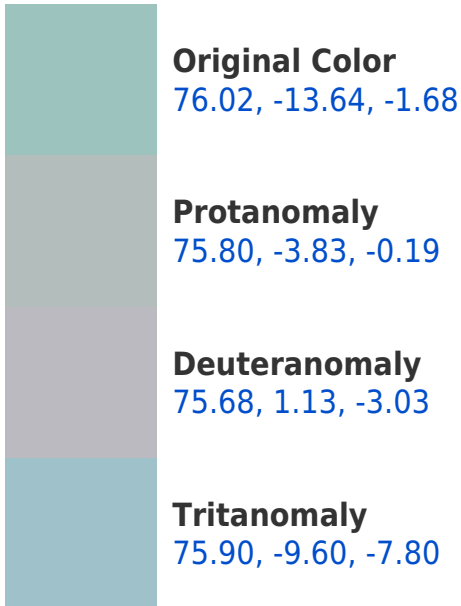 Original Color
76.02, -13.64, -1.68
Protanomaly
75.80, -3.83, -0.19
Deuteranomaly
75.68, 1.13, -3.03
Tritanomaly
75.90, -9.60, -7.80